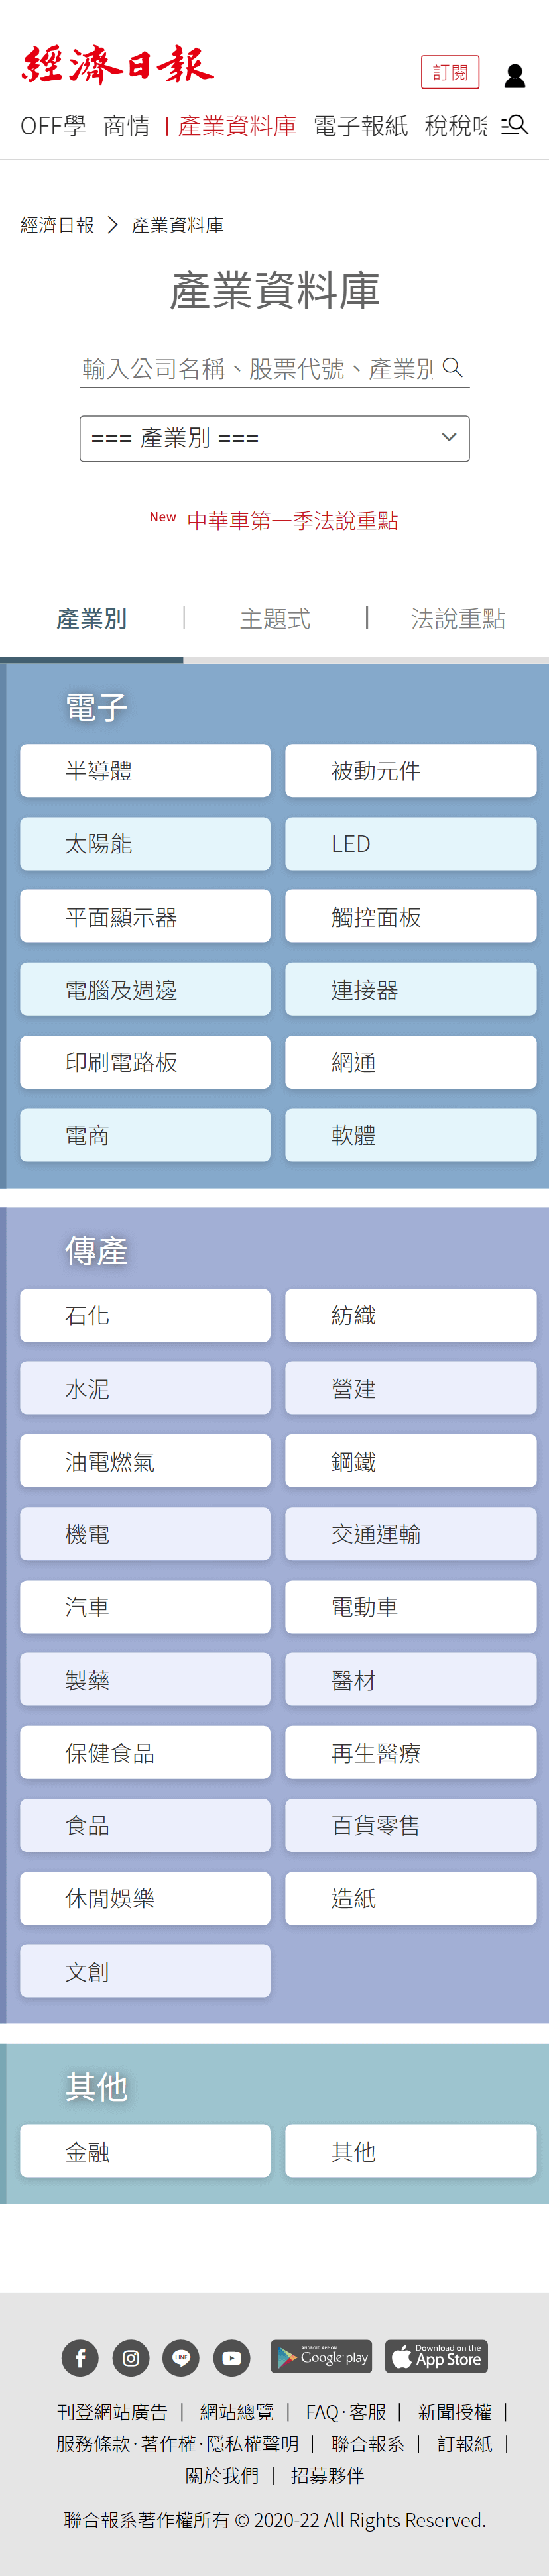 經濟日報
訂閱
OFF學 商情 產業資料庫 電子報紙 稅稅唸
經濟日報 > 產業資料庫
產業資料庫
輸入公司名稱、股票代號、產業別
=== 產業別 ===
New 中華車第一季法說重點
產業別 主題式 法說重點
電子
半導體 被動元件
太陽能 LED
平面顯示器 觸控面板
電腦及週邊 連接器
印刷電路板 網通
電商 軟體
傳產
石化 紡織
水泥 營建
油電燃氣 鋼鐵
機電 交通運輸
汽車 電動車
製藥 醫材
保健食品 再生醫療
食品 百貨零售
休閒娛樂 造紙
文創
其他
金融 其他
LINE
ANDROID APP ON
Google play
Download on the
App Store
刊登網站廣告 | 網站總覽 | FAQ · 客服 | 新聞授權 |
服務條款 · 著作權 · 隱私權聲明 | 聯合報系 | 訂報紙 |
關於我們 | 招募夥伴
聯合報系著作權所有 © 2020-22 All Rights Reserved.